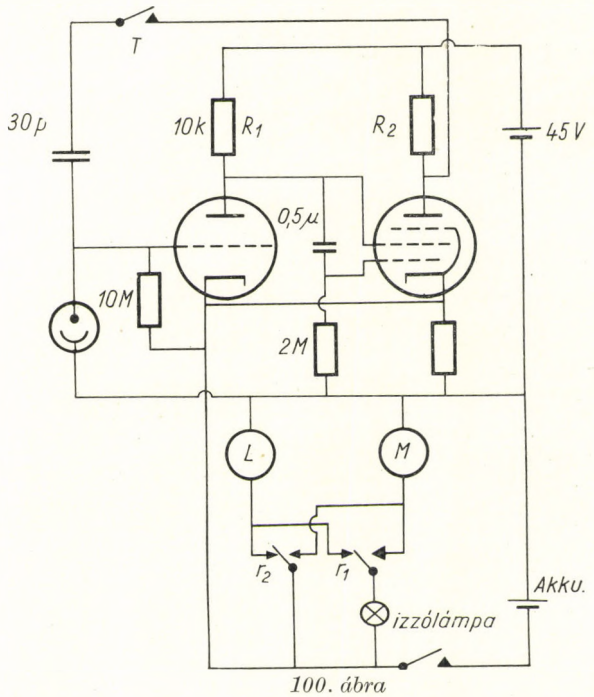 T
30p
10k R₁
R₂
45V
0,5µ
10M
2M
L
M
r₂
r₁
Akku.
izzólámpa
100. ábra